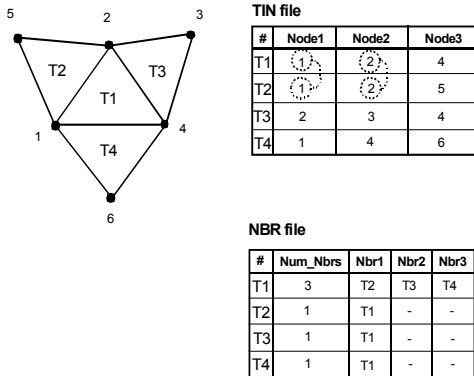 5
2
3
T2
T3
T1
1
4
T4
6
TIN file
# Node1 Node2 Node3
T1 1 2 4
T2 1 2 5
T3 2 3 4
T4 1 4 6
NBR file
# Num_Nbrs Nbr1 Nbr2 Nbr3
T1 3 T2 T3 T4
T2 1 T1 - -
T3 1 T1 - -
T4 1 T1 - -